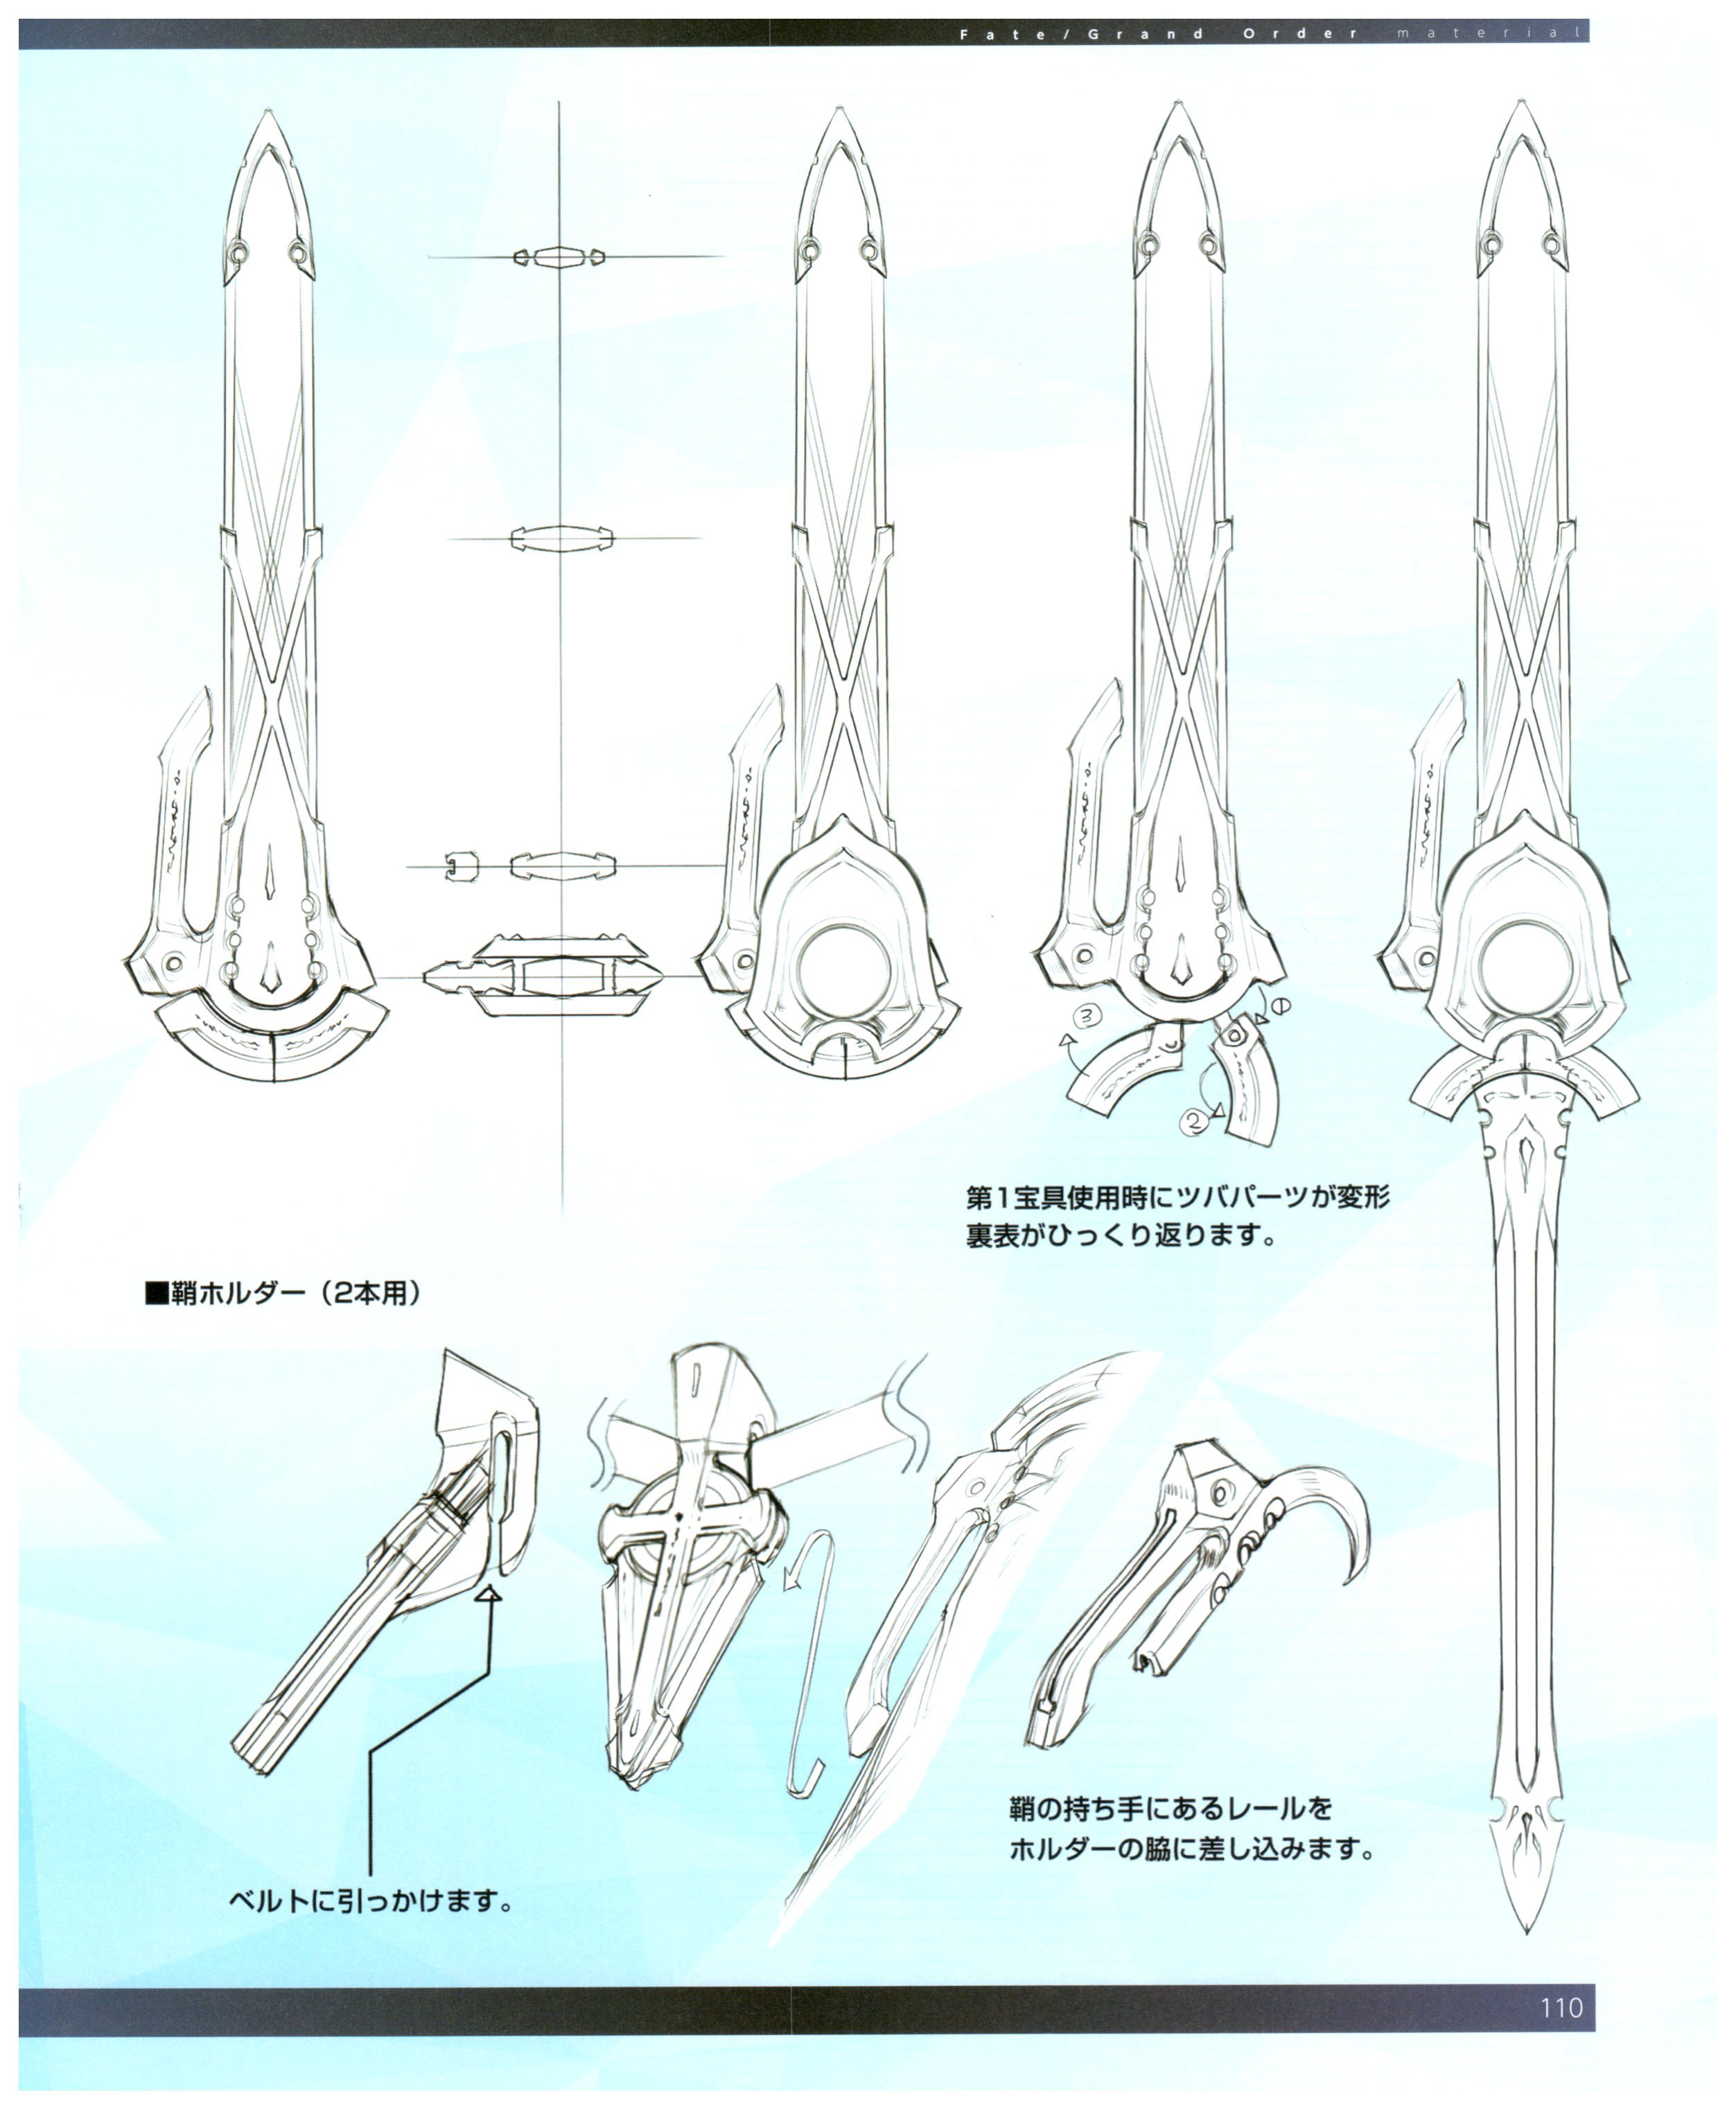 Fate/Grand Order material
③
①
②
第1宝具使用時にツバパーツが変形
裏表がひっくり返ります。
■鞘ホルダー（2本用）
鞘の持ち手にあるレールを
ホルダーの脇に差し込みます。
ベルトに引っかけます。
110